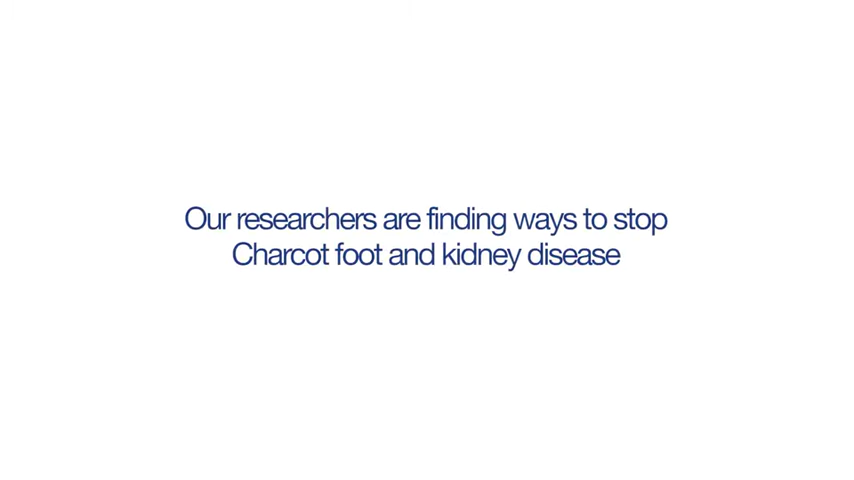 Our researchers are finding ways to stop
Charcot foot and kidney disease